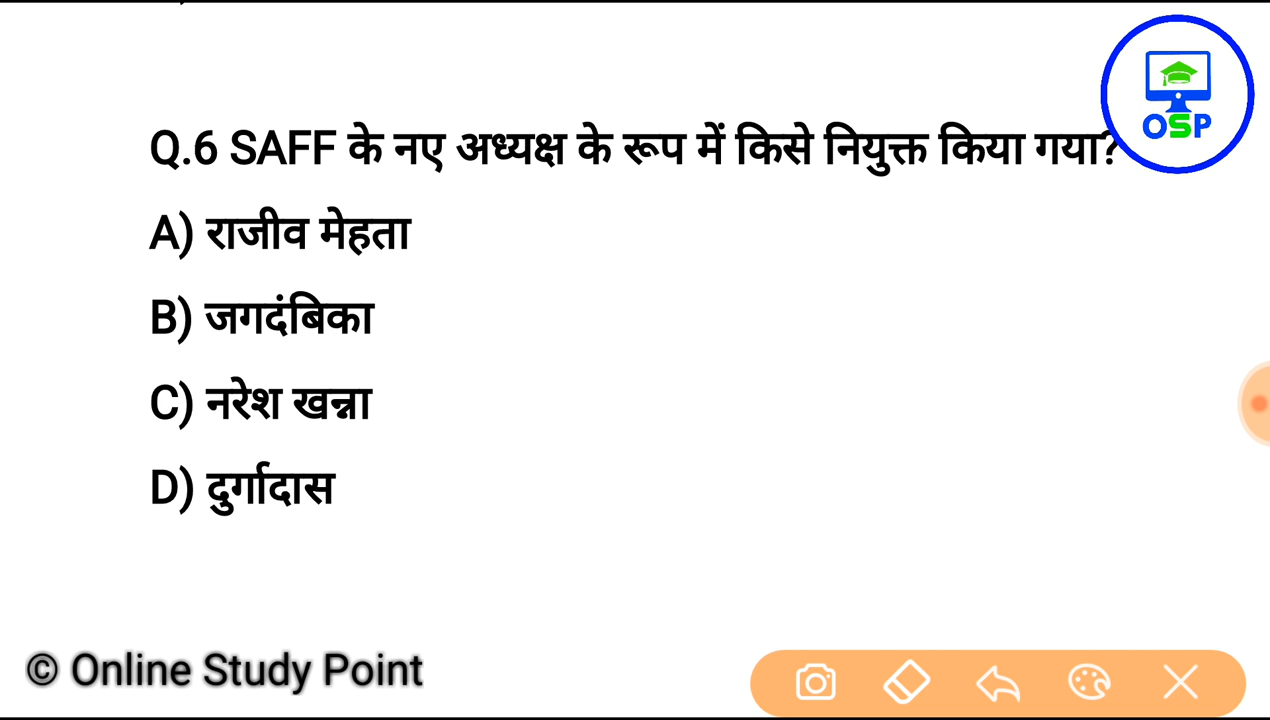 OSP
Q.6 SAFF के नए अध्यक्ष के रूप में किसे नियुक्त किया गया?
A) राजीव मेहता
B) जगदंबिका
C) नरेश खन्ना
D) दुर्गादास
© Online Study Point